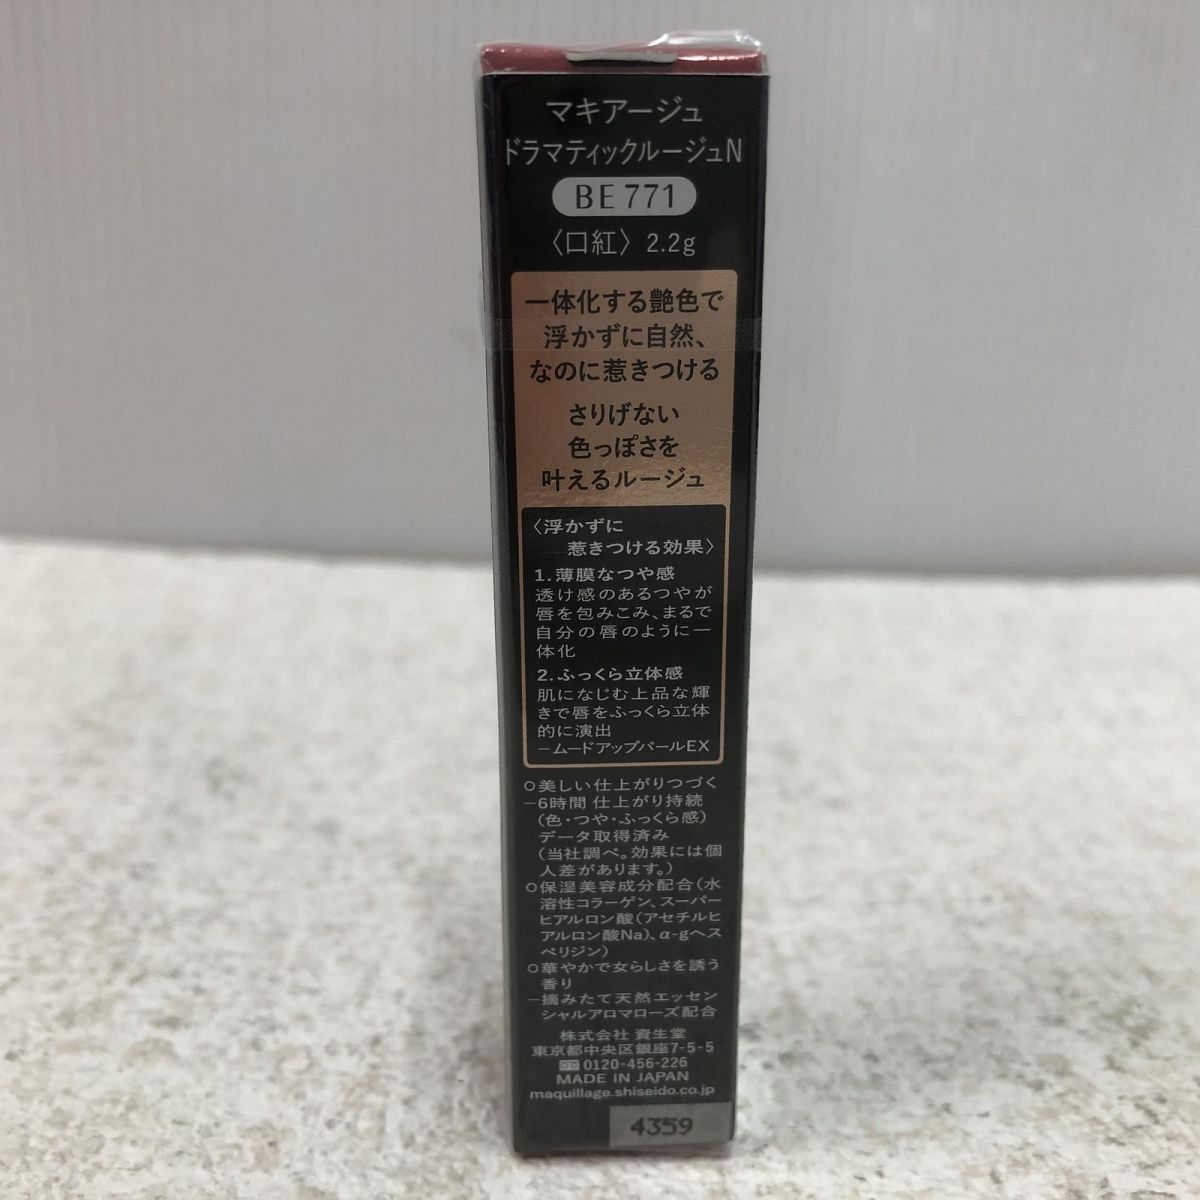 マキアージュ
ドラマティックルージュN
BE 771
〈口紅〉 2.2g
一体化する艶色で
浮かずに自然、
なのに惹きつける
さりげない
色っぽさを
叶えるルージュ
〈浮かずに
惹きつける効果〉
1.薄膜なつや感
透け感のあるつやが
唇を包みこみ、まるで
自分の唇のように一
体化
2.ふっくら立体感
肌になじむ上品な輝
きで唇をふっくら立体
的に演出
－ムードアップパールEX
○美しい仕上がりつづく
－6時間 仕上がり持続
(色・つや・ふっくら感)
データ取得済み
(当社調べ。効果には個
人差があります。)
○保湿美容成分配合(水
溶性コラーゲン、スーパー
ヒアルロン酸(アセチルヒ
アルロン酸Na)、α-gヘス
ペリジン)
○華やかで女らしさを誘う
香り
－摘みたて天然エッセン
シャルアロマローズ配合
株式会社 資生堂
東京都中央区銀座7-5-5
0120-456-226
MADE IN JAPAN
maquillage.shiseido.co.jp
4359